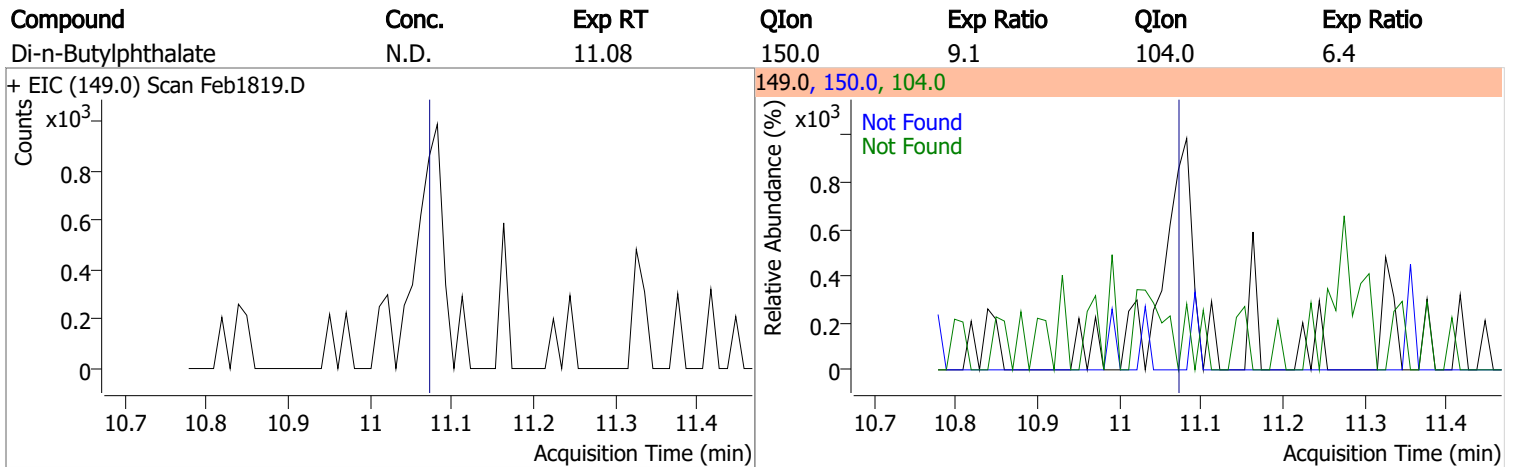 Compound Conc. Exp RT QIon Exp Ratio QIon Exp Ratio
Di-n-Butylphthalate N.D. 11.08 150.0 9.1 104.0 6.4
+ EIC (149.0) Scan Feb1819.D
Counts
x10³
0.8
0.6
0.4
0.2
0
10.7 10.8 10.9 11 11.1 11.2 11.3 11.4
Acquisition Time (min)
149.0, 150.0, 104.0
Relative Abundance (%)
x10³
Not Found
Not Found
0.8
0.6
0.4
0.2
0
10.7 10.8 10.9 11 11.1 11.2 11.3 11.4
Acquisition Time (min)